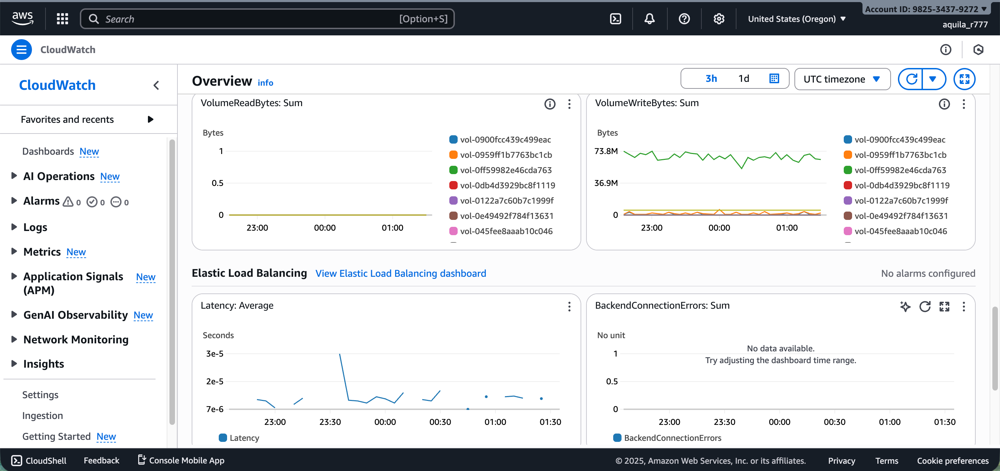 aws
Search
[Option+S]
United States (Oregon)
Account ID: 9825-3437-9272
aquila_r777
CloudWatch
CloudWatch
Favorites and recents
Dashboards New
AI Operations New
Alarms 0 0 0
Logs
Metrics New
Application Signals New
(APM)
GenAI Observability New
Network Monitoring
Insights
Settings
Ingestion
Getting Started New
Overview info
3h 1d
UTC timezone
VolumeReadBytes: Sum
Bytes
1
0.5
0
23:00 00:00 01:00
vol-0900fcc439c499eac
vol-0959ff1b7763bc1cb
vol-0ff59982e46cda763
vol-0db4d3929bc8f1119
vol-0122a7c60b7c1999f
vol-0e49492f784f13631
vol-045fee8aaab10c046
VolumeWriteBytes: Sum
Bytes
73.8M
36.9M
0
23:00 00:00 01:00
vol-0900fcc439c499eac
vol-0959ff1b7763bc1cb
vol-0ff59982e46cda763
vol-0db4d3929bc8f1119
vol-0122a7c60b7c1999f
vol-0e49492f784f13631
vol-045fee8aaab10c046
Elastic Load Balancing View Elastic Load Balancing dashboard
No alarms configured
Latency: Average
Seconds
3e-5
2e-5
7e-6
23:00 23:30 00:00 00:30 01:00 01:30
Latency
BackendConnectionErrors: Sum
No unit
No data available.
Try adjusting the dashboard time range.
1
0.5
0
23:00 23:30 00:00 00:30 01:00 01:30
BackendConnectionErrors
CloudShell Feedback Console Mobile App
© 2025, Amazon Web Services, Inc. or its affiliates. Privacy Terms Cookie preferences